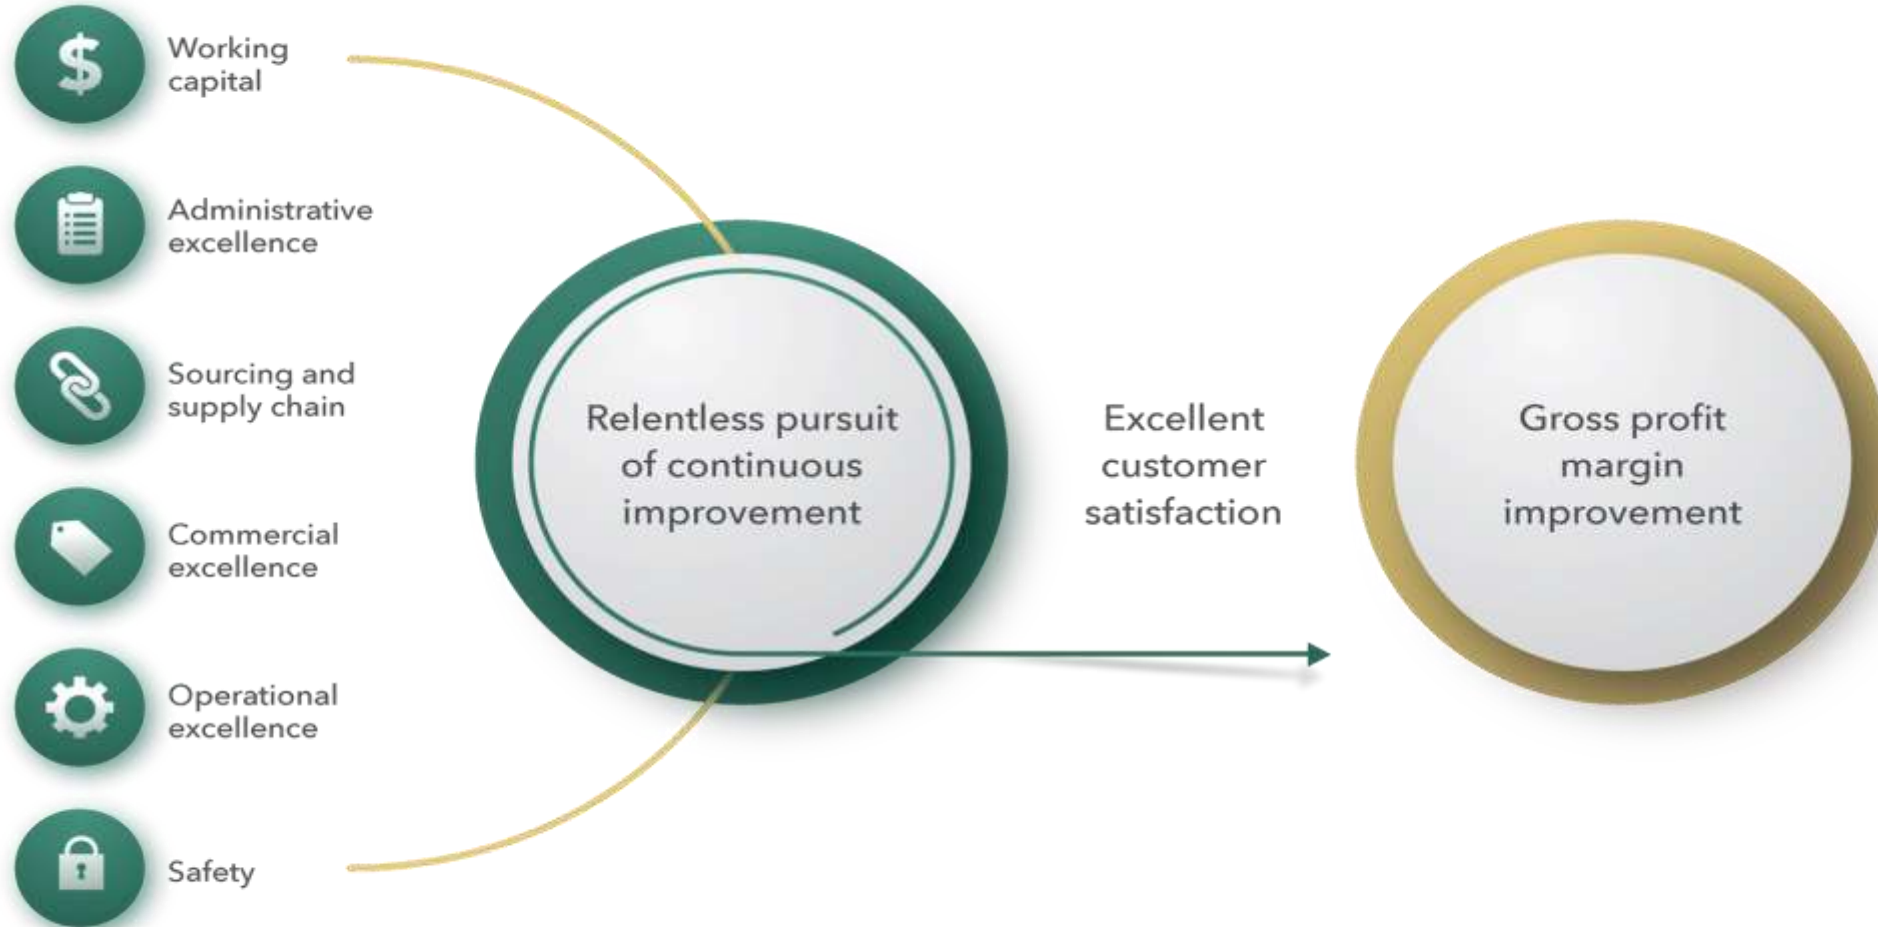 $
Working
capital
Administrative
excellence
Sourcing and
supply chain
Commercial
excellence
Operational
excellence
Safety
Relentless pursuit
of continuous
improvement
Excellent
customer
satisfaction
Gross profit
margin
improvement